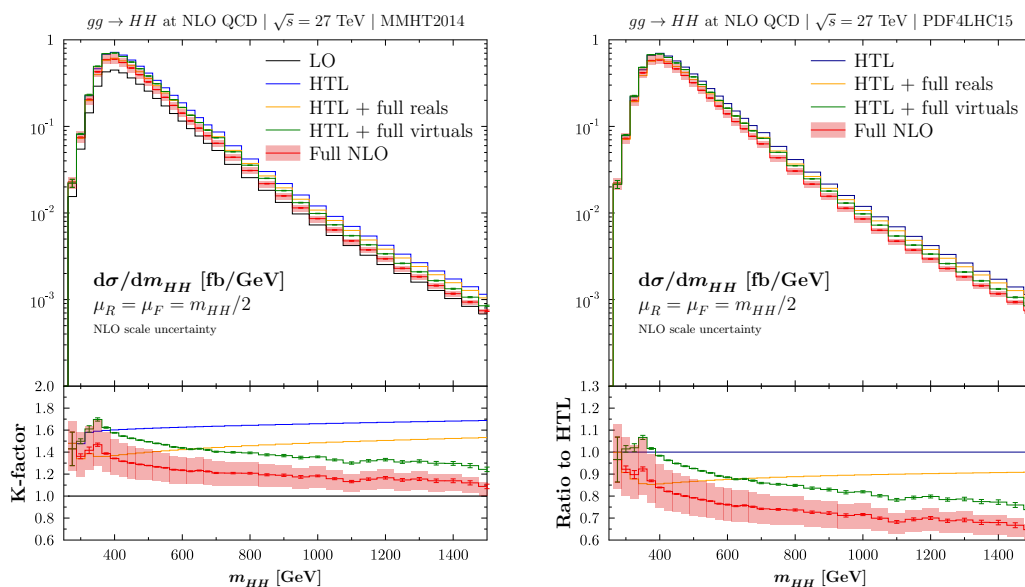 gg → HH at NLO QCD | √s = 27 TeV | MMHT2014
1
10⁻¹
10⁻²
10⁻³
LO
HTL
HTL + full reals
HTL + full virtuals
Full NLO
dσ/dm_HH [fb/GeV]
μ_R = μ_F = m_HH/2
NLO scale uncertainty
K-factor
2.0
1.8
1.6
1.4
1.2
1.0
0.8
0.6
400 600 800 1000 1200 1400
m_HH [GeV]
gg → HH at NLO QCD | √s = 27 TeV | PDF4LHC15
1
10⁻¹
10⁻²
10⁻³
HTL
HTL + full reals
HTL + full virtuals
Full NLO
dσ/dm_HH [fb/GeV]
μ_R = μ_F = m_HH/2
NLO scale uncertainty
Ratio to HTL
1.3
1.2
1.1
1.0
0.9
0.8
0.7
0.6
400 600 800 1000 1200 1400
m_HH [GeV]